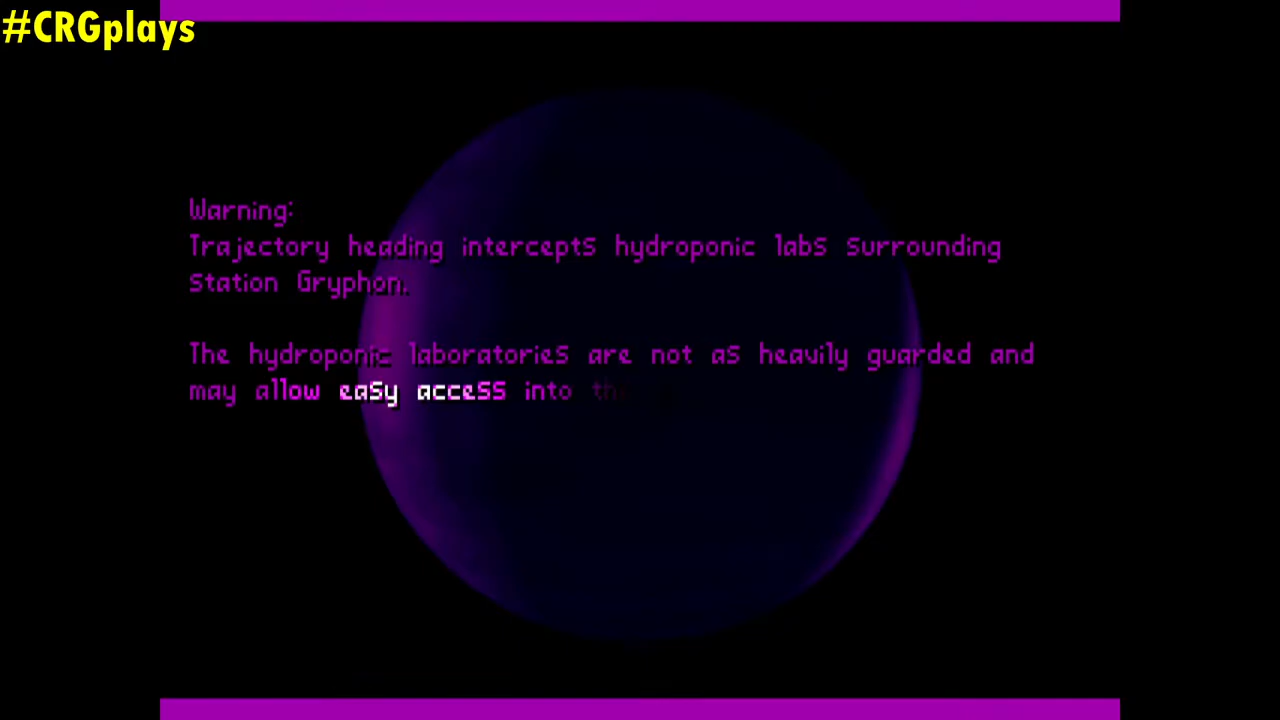 #CRGplays
Warning:
Trajectory heading intercepts hydroponic labs surrounding
Station Gryphon.
The hydroponic laboratories are not as heavily guarded and
may allow easy access into the